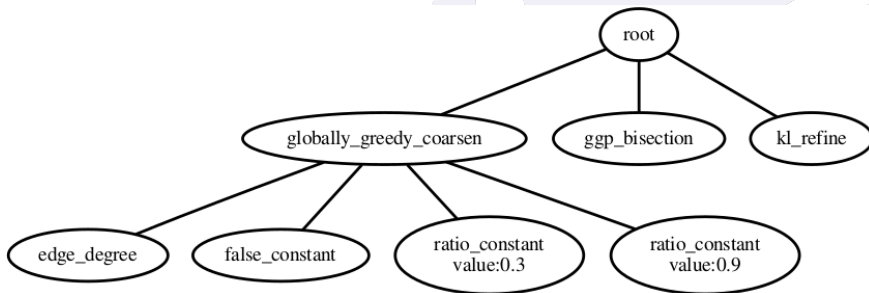 root
globally_greedy_coarsen
ggp_bisection
kl_refine
edge_degree
false_constant
ratio_constant
value:0.3
ratio_constant
value:0.9